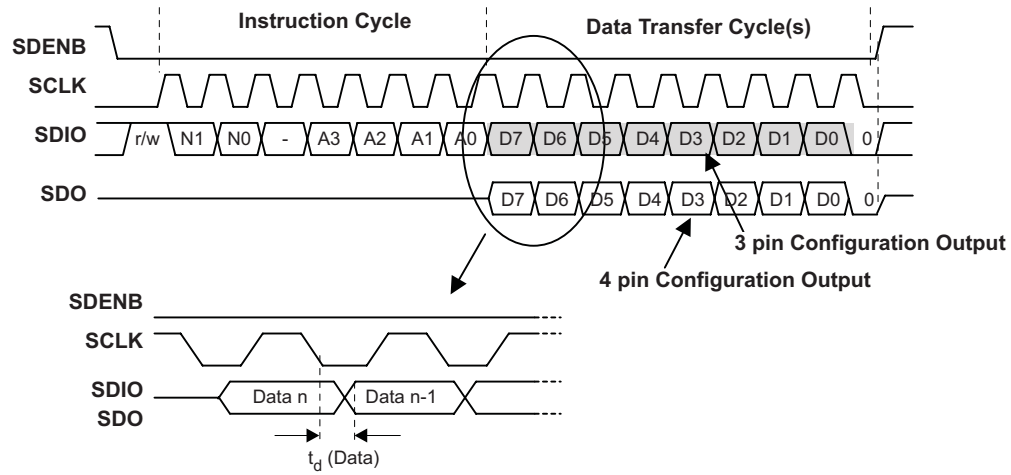 Instruction Cycle Data Transfer Cycle(s)
SDENB
SCLK
SDIO r/w N1 N0 - A3 A2 A1 A0 D7 D6 D5 D4 D3 D2 D1 D0 0
SDO D7 D6 D5 D4 D3 D2 D1 D0 0
3 pin Configuration Output
4 pin Configuration Output
SDENB
SCLK
SDIO Data n Data n-1
SDO
td (Data)